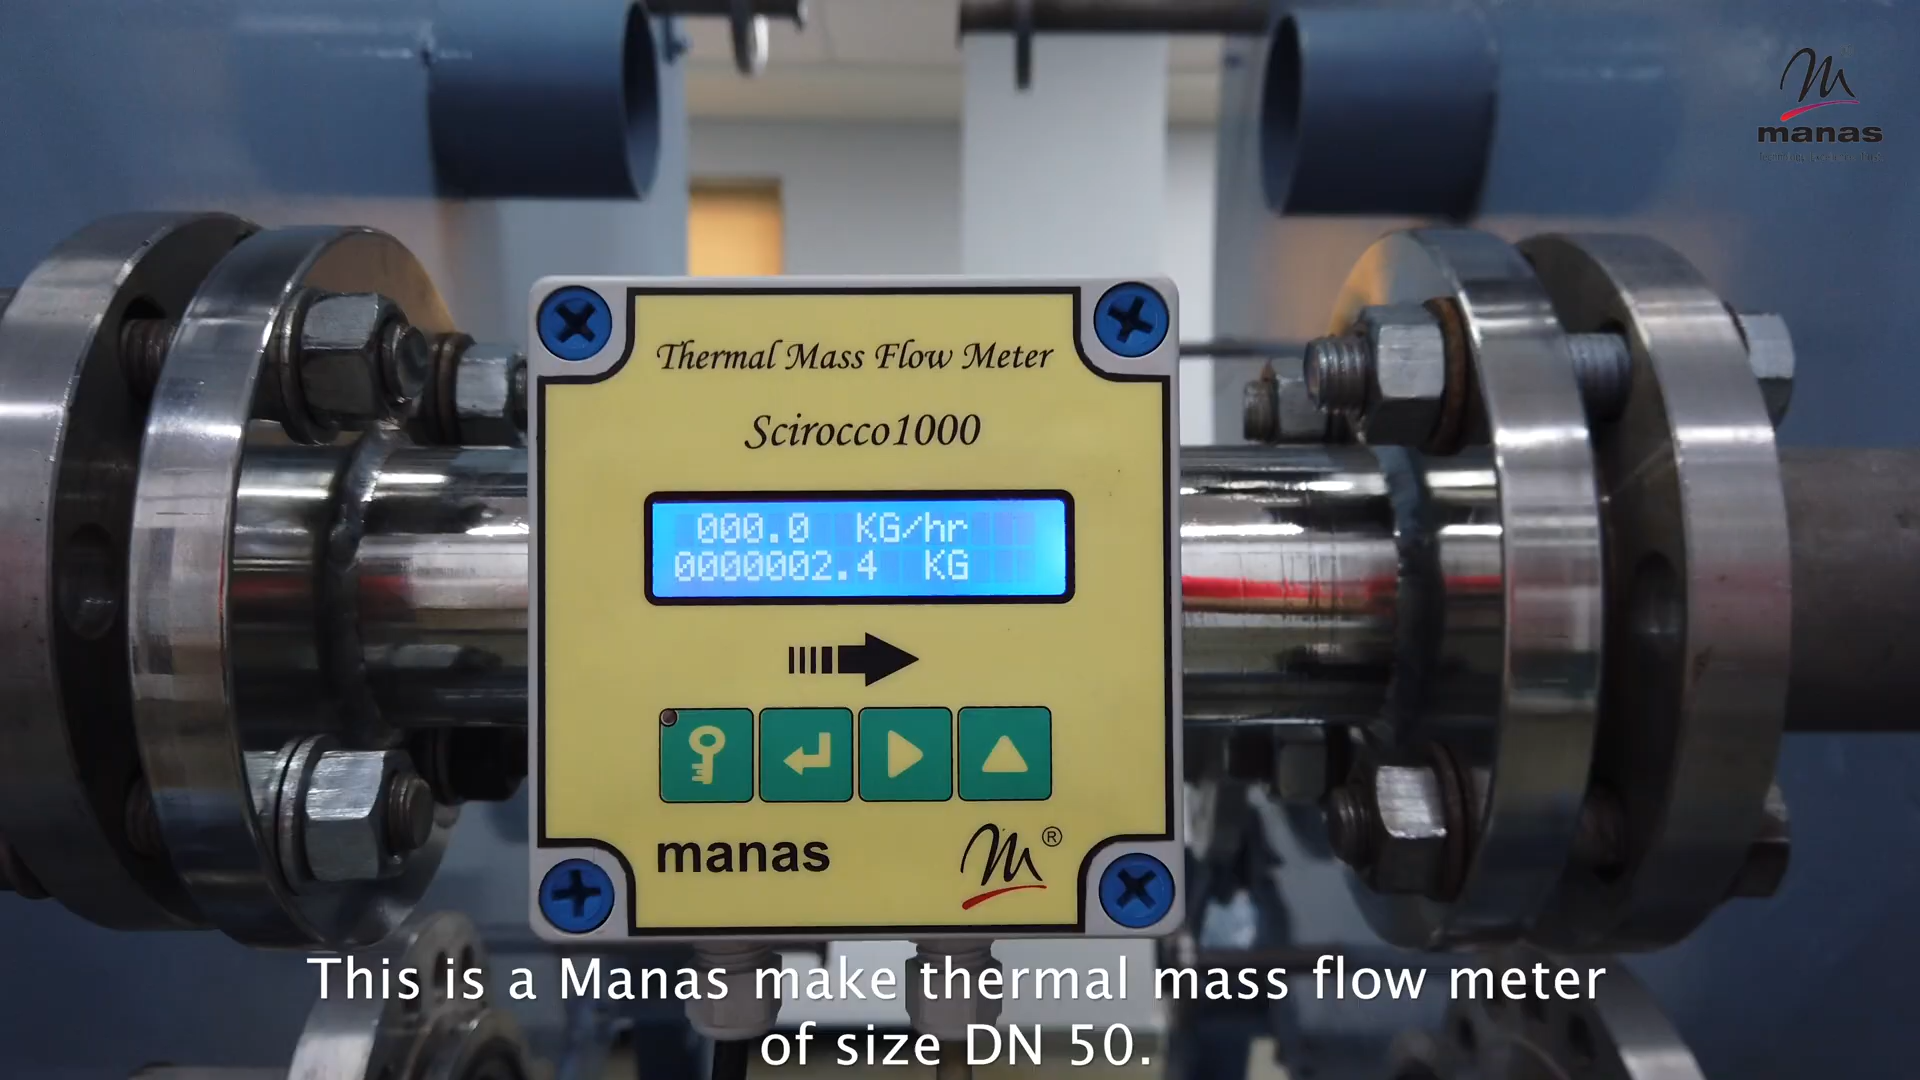 manas
Thermal Mass Flow Meter
Scirocco1000
000.0 KG/hr
0000002.4 KG
manas
®
This is a Manas make thermal mass flow meter
of size DN 50.